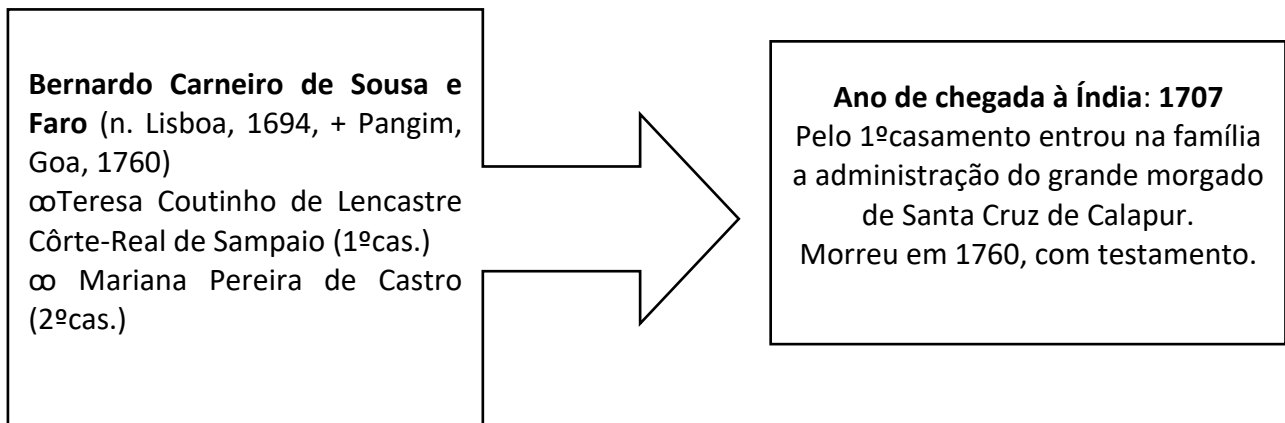 Bernardo Carneiro de Sousa e
Faro (n. Lisboa, 1694, + Pangim,
Goa, 1760)
ꝏTeresa Coutinho de Lencastre
Côrte-Real de Sampaio (1ºcas.)
ꝏ Mariana Pereira de Castro
(2ºcas.)
Ano de chegada à Índia: 1707
Pelo 1ºcasamento entrou na família
a administração do grande morgado
de Santa Cruz de Calapur.
Morreu em 1760, com testamento.